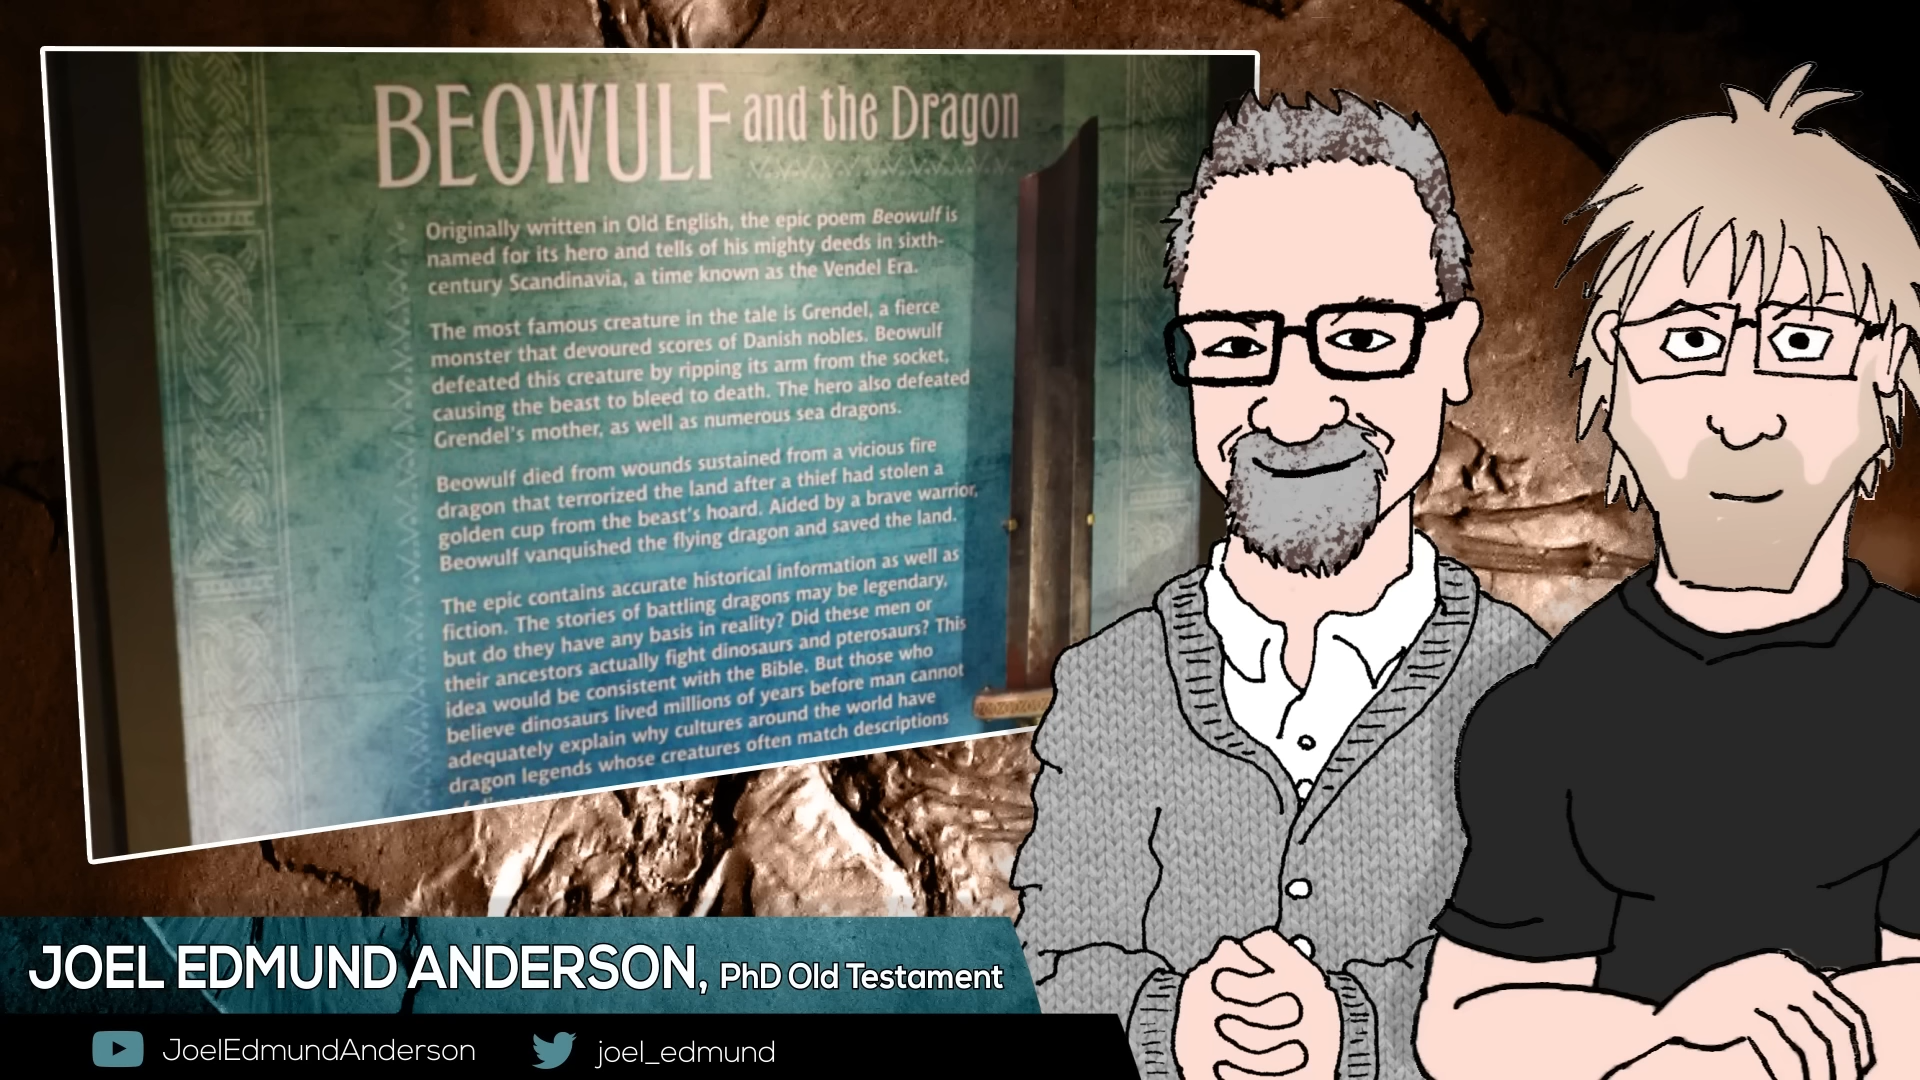 BEOWULF and the Dragon
Originally written in Old English, the epic poem Beowulf is
named for its hero and tells of his mighty deeds in sixth-
century Scandinavia, a time known as the Vendel Era.
The most famous creature in the tale is Grendel, a fierce
monster that devoured scores of Danish nobles. Beowulf
defeated this creature by ripping its arm from the socket,
causing the beast to bleed to death. The hero also defeated
Grendel's mother, as well as numerous sea dragons.
Beowulf died from wounds sustained from a vicious fire
dragon that terrorized the land after a thief had stolen a
golden cup from the beast's hoard. Aided by a brave warrior,
Beowulf vanquished the flying dragon and saved the land.
The epic contains accurate historical information as well as
fiction. The stories of battling dragons may be legendary,
but do they have any basis in reality? Did these men or
their ancestors actually fight dinosaurs and pterosaurs? This
idea would be consistent with the Bible. But those who
believe dinosaurs lived millions of years before man cannot
adequately explain why cultures around the world have
dragon legends whose creatures often match descriptions
JOEL EDMUND ANDERSON, PhD Old Testament
JoelEdmundAnderson
joel_edmund